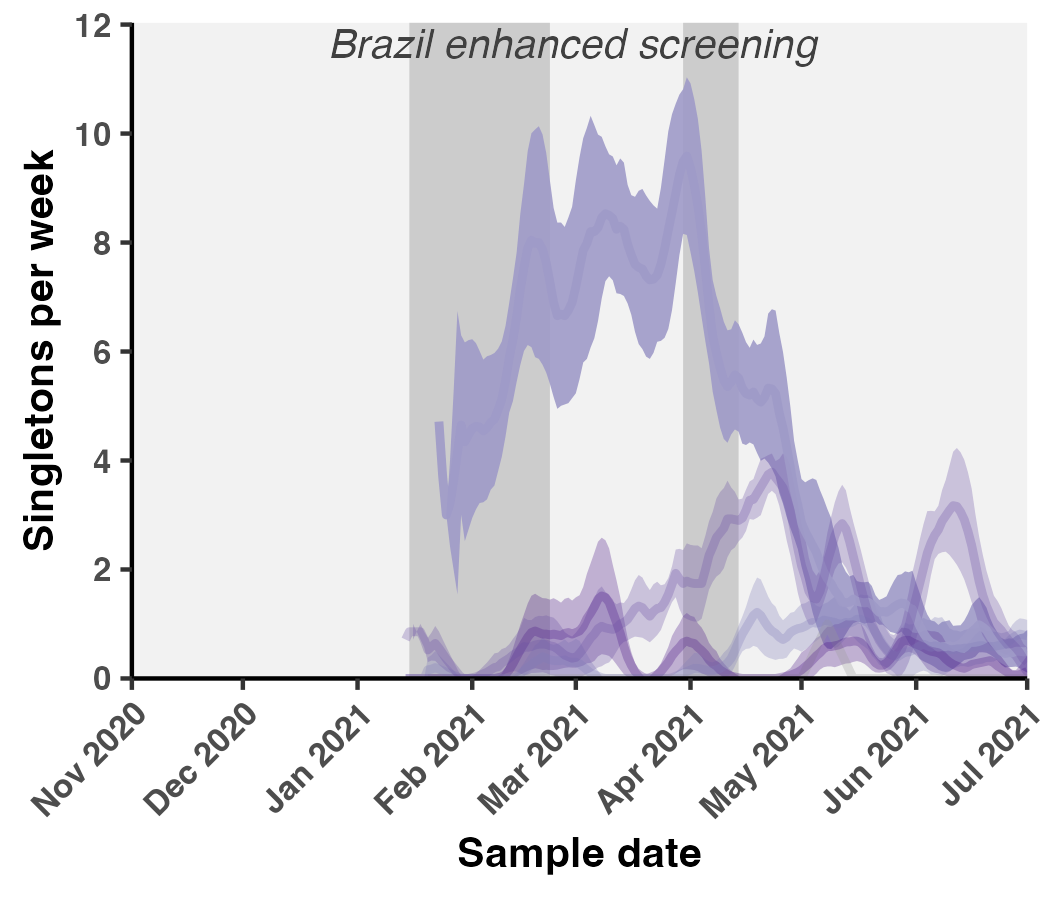 Brazil enhanced screening
Singletons per week
12
10
8
6
4
2
0
Nov 2020
Dec 2020
Jan 2021
Feb 2021
Mar 2021
Apr 2021
May 2021
Jun 2021
Jul 2021
Sample date